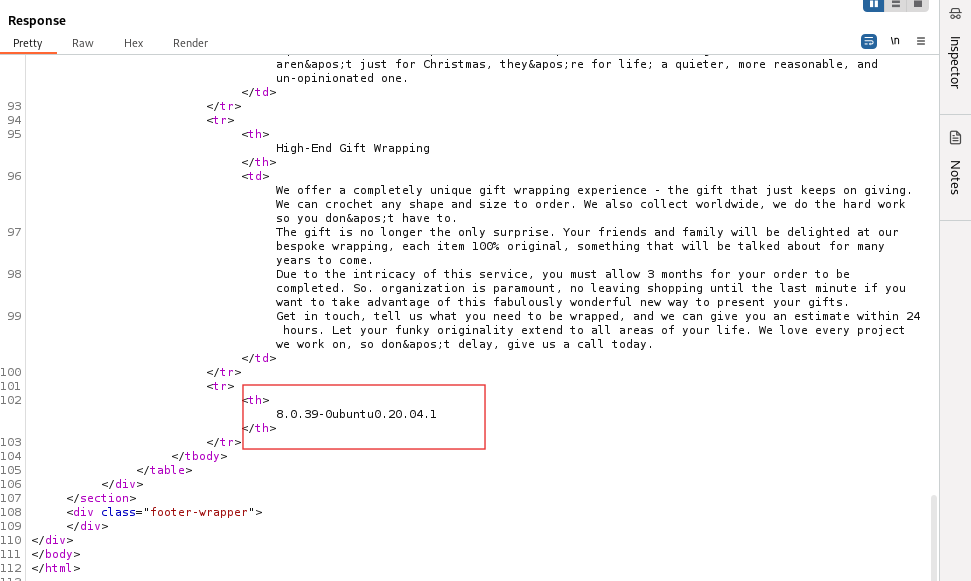 Response
Pretty Raw Hex Render \n
aren&apos;t just for Christmas, they&apos;re for life; a quieter, more reasonable, and
un-opinionated one.
</td>
93 </tr>
94 <tr>
95 <th>
High-End Gift Wrapping
</th>
96 <td>
We offer a completely unique gift wrapping experience - the gift that just keeps on giving.
We can crochet any shape and size to order. We also collect worldwide, we do the hard work
so you don&apos;t have to.
97 The gift is no longer the only surprise. Your friends and family will be delighted at our
bespoke wrapping, each item 100% original, something that will be talked about for many
years to come.
98 Due to the intricacy of this service, you must allow 3 months for your order to be
completed. So. organization is paramount, no leaving shopping until the last minute if you
want to take advantage of this fabulously wonderful new way to present your gifts.
99 Get in touch, tell us what you need to be wrapped, and we can give you an estimate within 24
hours. Let your funky originality extend to all areas of your life. We love every project
we work on, so don&apos;t delay, give us a call today.
</td>
100 </tr>
101 <tr>
102 <th>
8.0.39-0ubuntu0.20.04.1
</th>
103 </tr>
104 </tbody>
105 </table>
106 </div>
107 </section>
108 <div class="footer-wrapper">
109 </div>
110 </div>
111 </body>
112 </html>
Inspector
Notes